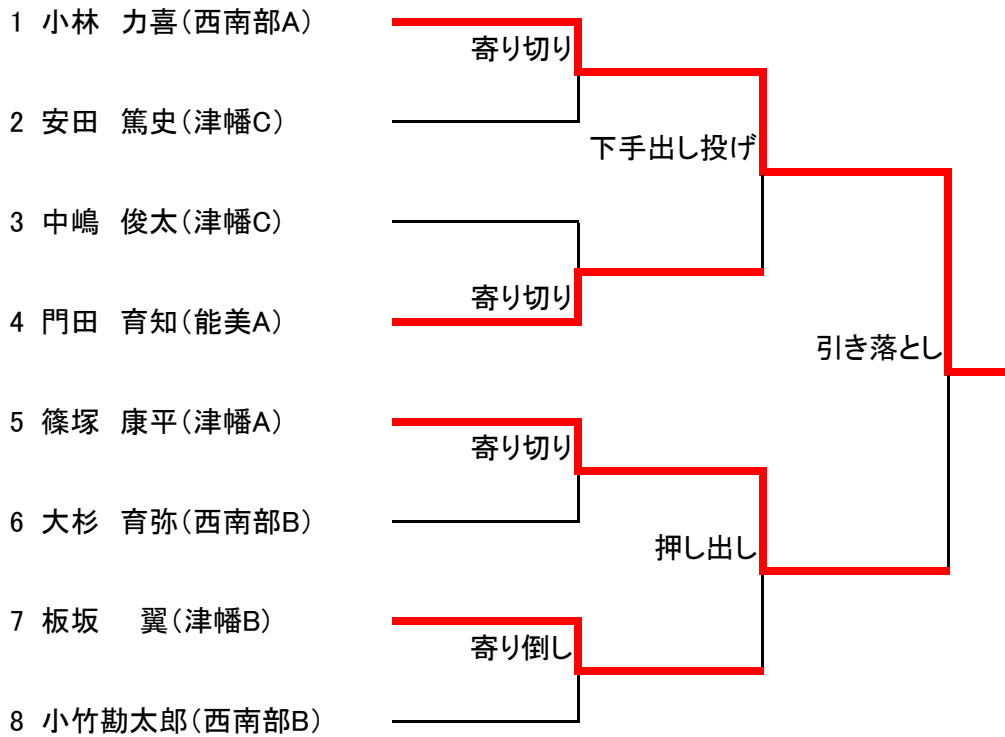 1 小林 力喜(西南部A)
寄り切り
2 安田 篤史(津幡C)
下手出し投げ
3 中嶋 俊太(津幡C)
寄り切り
4 門田 育知(能美A)
引き落とし
5 篠塚 康平(津幡A)
寄り切り
6 大杉 育弥(西南部B)
押し出し
7 板坂 翼(津幡B)
寄り倒し
8 小竹勘太郎(西南部B)